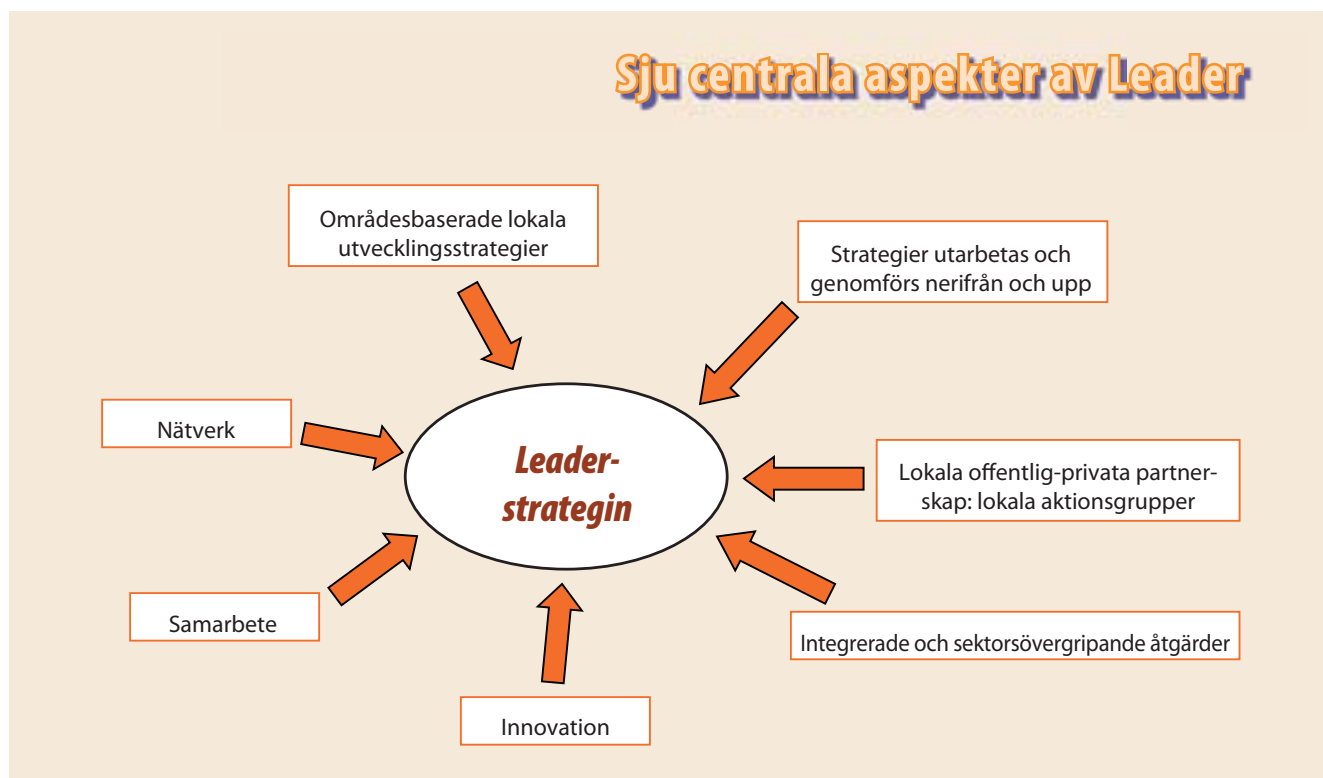 Sju centrala aspekter av Leader
Områdesbaserade lokala
utvecklingsstrategier
Strategier utarbetas och
genomförs nerifrån och upp
Nätverk
Leader-
strategin
Lokala offentlig-privata partner-
skap: lokala aktionsgrupper
Samarbete
Integrerade och sektorsövergripande åtgärder
Innovation